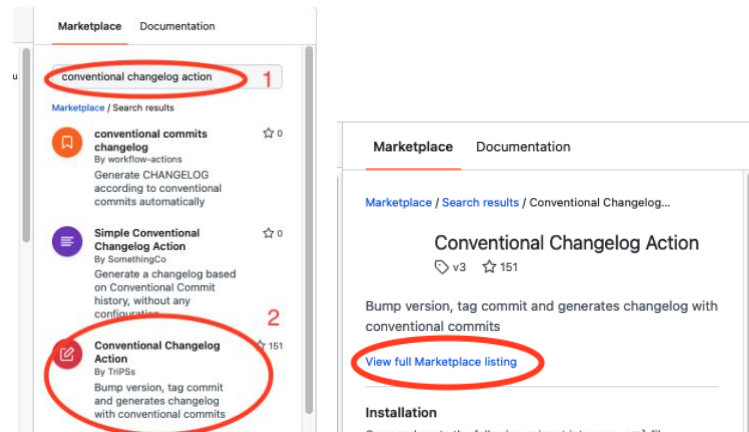 Marketplace Documentation
conventional changelog action 1
Marketplace / Search results
conventional commits 0
changelog
By workflow-actions
Generate CHANGELOG
according to conventional
commits automatically
Simple Conventional 0
Changelog Action
By SomethingCo
Generate a changelog based
on Conventional Commit
history, without any
configuration
2
Conventional Changelog 151
Action
By TriPSs
Bump version, tag commit
and generates changelog
with conventional commits
Marketplace Documentation
Marketplace / Search results / Conventional Changelog...
Conventional Changelog Action
v3 151
Bump version, tag commit and generates changelog with
conventional commits
View full Marketplace listing
Installation